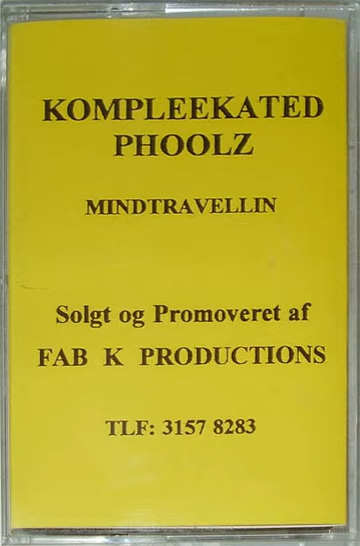 KOMPLEEKATED
PHOOLZ
MINDTRAVELLIN
Solgt og Promoveret af
FAB K PRODUCTIONS
TLF: 3157 8283